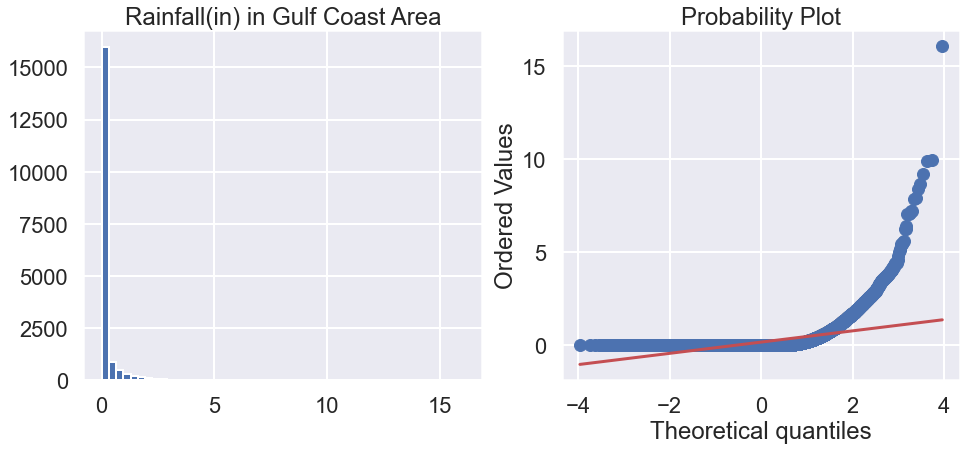 Rainfall(in) in Gulf Coast Area
15000
12500
10000
7500
5000
2500
0
0 5 10 15
Probability Plot
Ordered Values
15
10
5
0
−4 −2 0 2 4
Theoretical quantiles